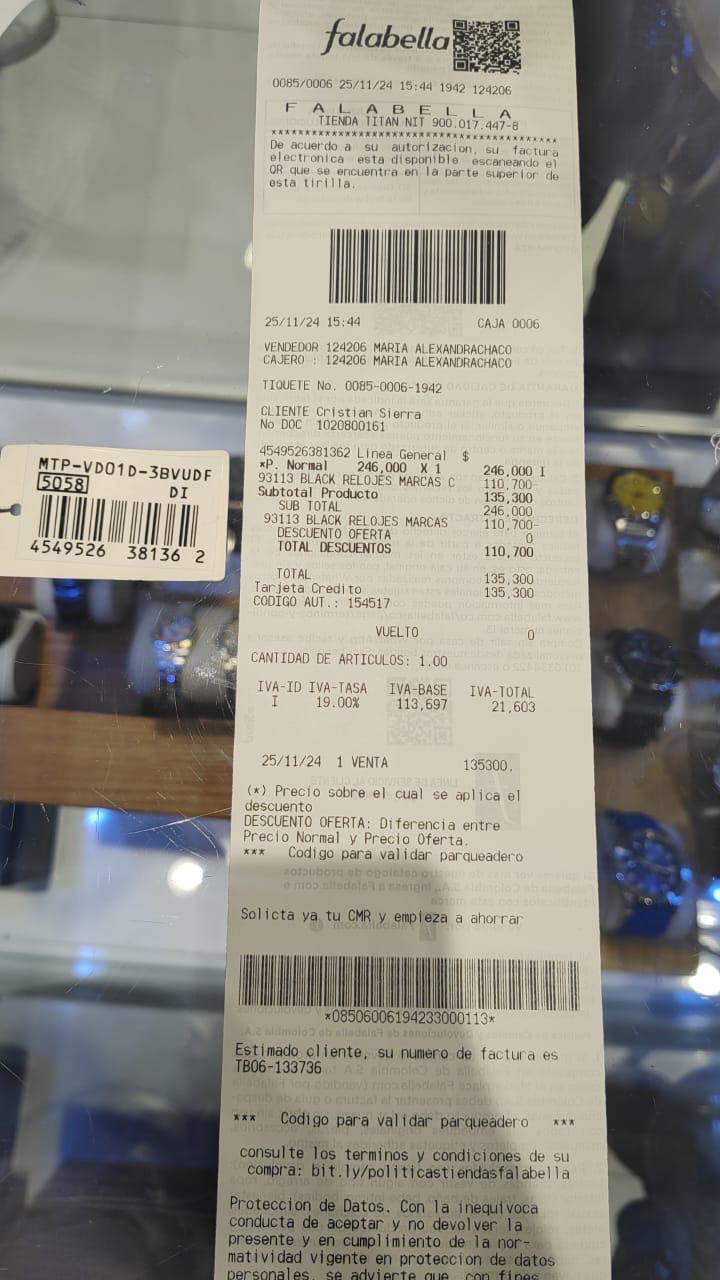 falabella
0085/0006 25/11/24 15:44 1942 124206
F A L A B E L L A
TIENDA TITAN NIT 900.017.447-8
******************************************
De acuerdo a su autorizacion, su factura
electronica esta disponible escaneando el
QR que se encuentra en la parte superior de
esta tirilla.
25/11/24 15:44 CAJA 0006
VENDEDOR 124206 MARIA ALEXANDRACHACO
CAJERO : 124206 MARIA ALEXANDRACHACO
TIQUETE No. 0085-0006-1942
CLIENTE Cristian Sierra
No DOC 1020800161
4549526381362 Linea General $
*P. Normal 246,000 X 1 246,000 I
93113 BLACK RELOJES MARCAS C 110,700-
Subtotal Producto 135,300
SUB TOTAL 246,000
93113 BLACK RELOJES MARCAS 110,700-
DESCUENTO OFERTA 0
TOTAL DESCUENTOS 110,700
TOTAL 135,300
Tarjeta Credito 135,300
CODIGO AUT.: 154517
VUELTO 0
CANTIDAD DE ARTICULOS: 1.00
IVA-ID IVA-TASA IVA-BASE IVA-TOTAL
I 19.00% 113,697 21,603
25/11/24 1 VENTA 135300.
(*) Precio sobre el cual se aplica el
descuento
DESCUENTO OFERTA: Diferencia entre
Precio Normal y Precio Oferta.
*** Codigo para validar parqueadero
Solicta ya tu CMR y empieza a ahorrar
*08506006194233000113*
Estimado cliente, su numero de factura es
TB06-133736
*** Codigo para validar parqueadero ***
consulte los terminos y condiciones de su
compra: bit.ly/politicastiendasfalabella
Proteccion de Datos. Con la inequivoca
conducta de aceptar y no devolver la
presente y en cumplimiento de la nor-
matividad vigente en proteccion de datos
personales, se advierte que, con fines
MTP-VD01D-3BVUDF
5058 DI
4549526 38136 2